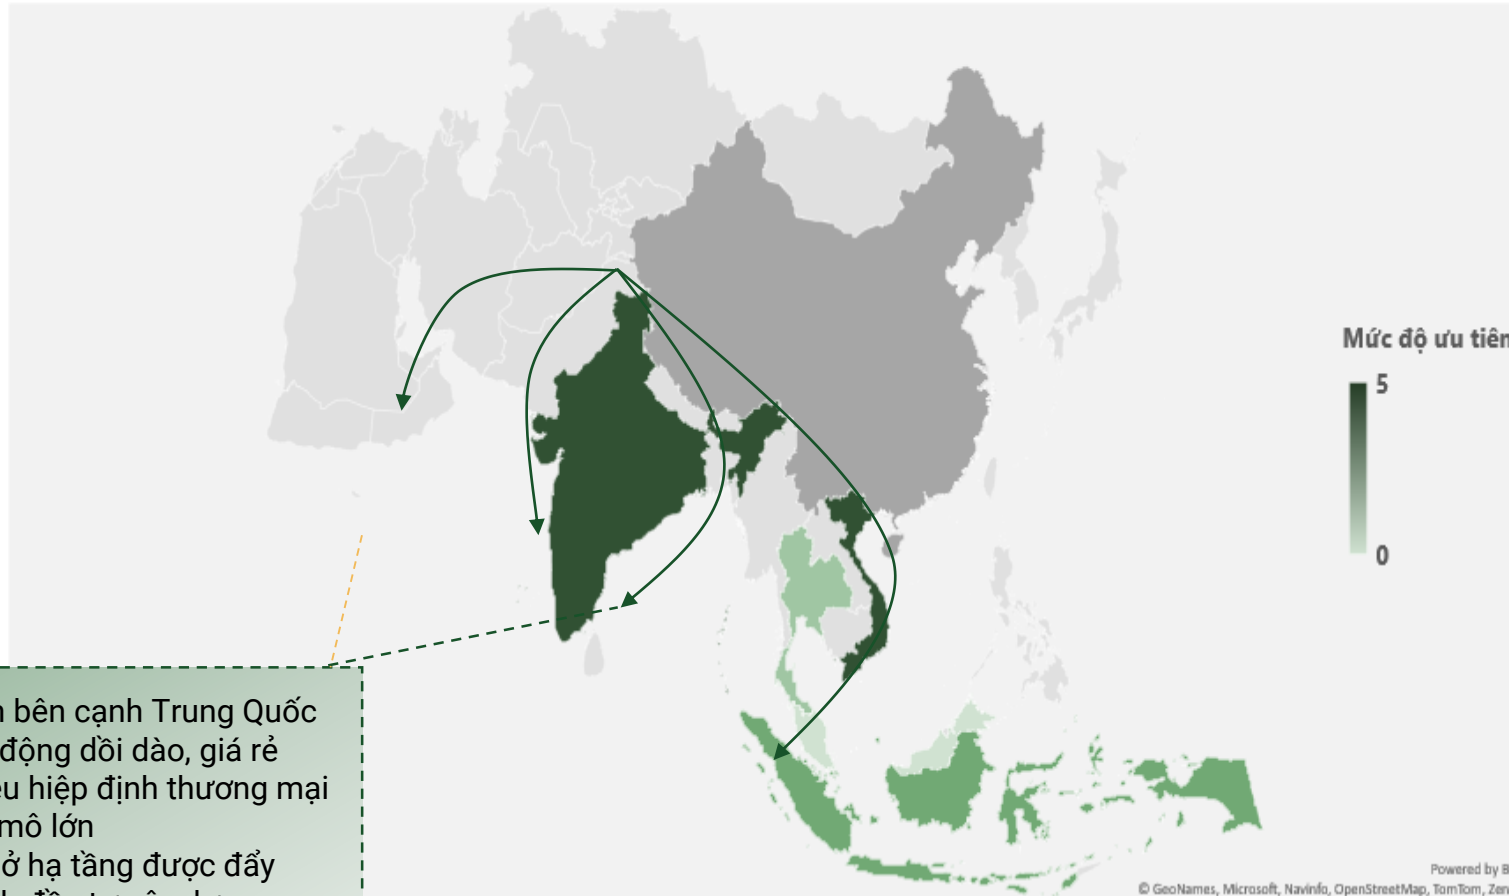 Mức độ ưu tiên
5
0
bên cạnh Trung Quốc
động dồi dào, giá rẻ
hiệp định thương mại
mô lớn
ở hạ tầng được đẩy
Powered by B
© GeoNames, Microsoft, Navinfo, OpenStreetMap, TomTom, Zen